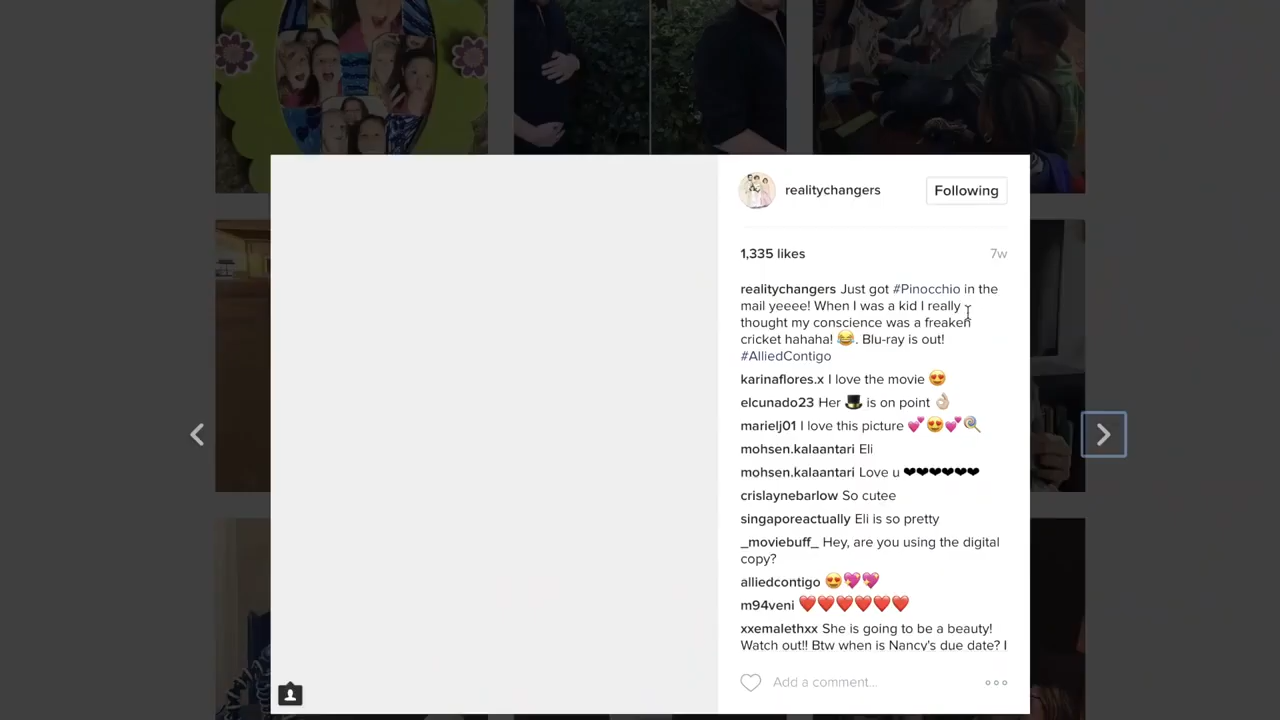 realitychangers Following
1,335 likes 7w
realitychangers Just got #Pinocchio in the
mail yeeee! When I was a kid I really
thought my conscience was a freaken
cricket hahaha! 😂. Blu-ray is out!
#AlliedContigo
karinaflores.x I love the movie 😍
elcunado23 Her 🎩 is on point 👌🏼
marielj01 I love this picture 💕😍💕🍭
mohsen.kalaantari Eli
mohsen.kalaantari Love u ❤❤❤❤❤❤
crislaynebarlow So cutee
singaporeactually Eli is so pretty
_moviebuff_ Hey, are you using the digital
copy?
alliedcontigo 😍💖💖
m94veni ❤️❤️❤️❤️❤️❤️
xxemalethxx She is going to be a beauty!
Watch out!! Btw when is Nancy's due date? I
Add a comment...